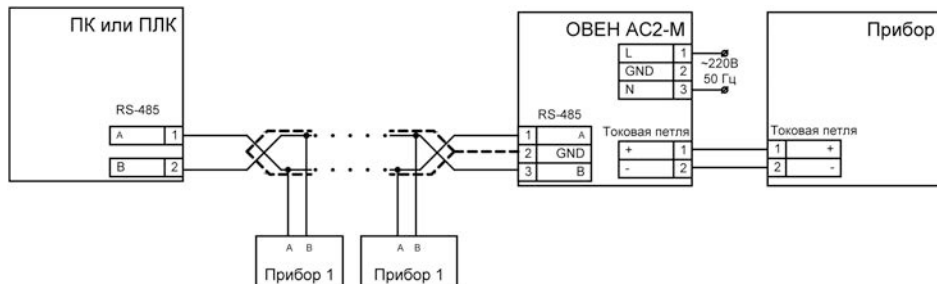 ПК или ПЛК
RS-485
A 1
B 2
ОВЕН АС2-М
L 1
GND 2
N 3
~220В
50 Гц
RS-485
1 A
2 GND
3 B
Токовая петля
+ 1
- 2
Прибор
Токовая петля
1 +
2 -
A B
Прибор 1
A B
Прибор 1